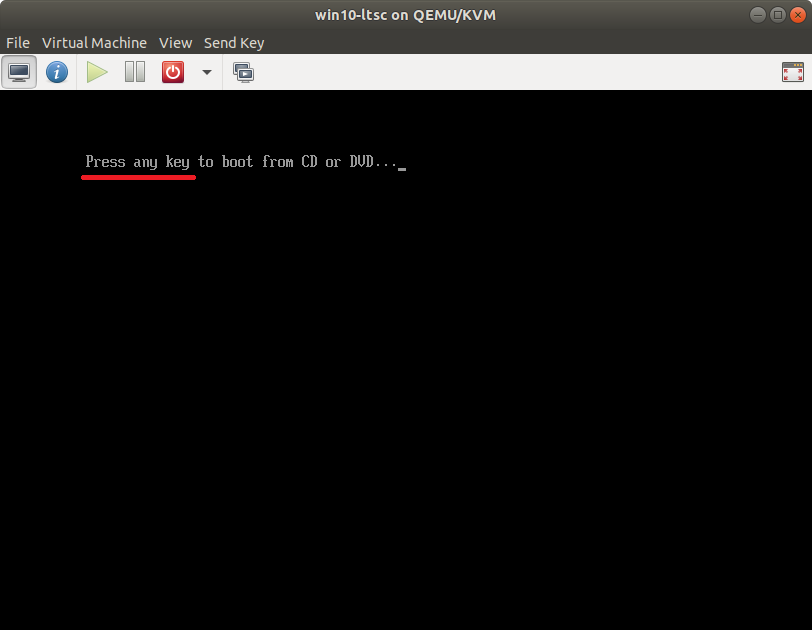 win10-ltsc on QEMU/KVM
File Virtual Machine View Send Key
Press any key to boot from CD or DVD..._